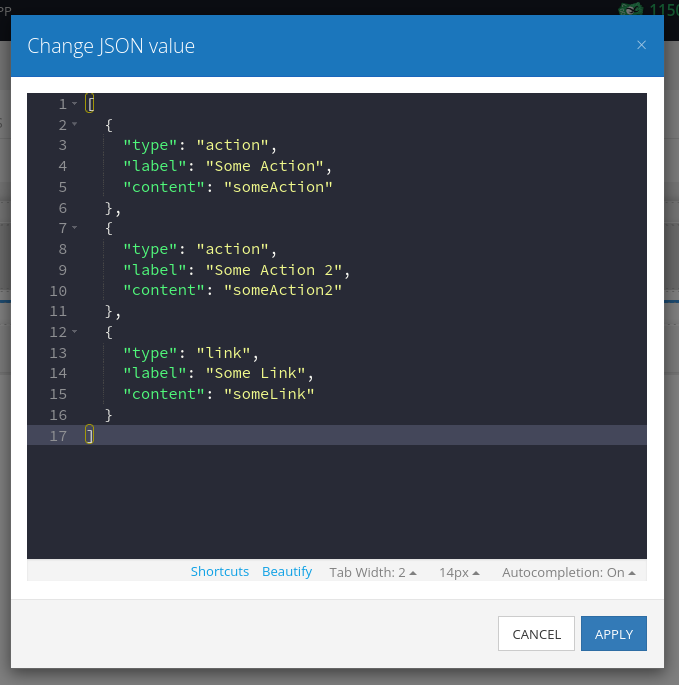 PP
1150
Change JSON value
×
1 [
2 {
3 "type": "action",
4 "label": "Some Action",
5 "content": "someAction"
6 },
7 {
8 "type": "action",
9 "label": "Some Action 2",
10 "content": "someAction2"
11 },
12 {
13 "type": "link",
14 "label": "Some Link",
15 "content": "someLink"
16 }
17 ]
Shortcuts Beautify Tab Width: 2 14px Autocompletion: On
CANCEL APPLY